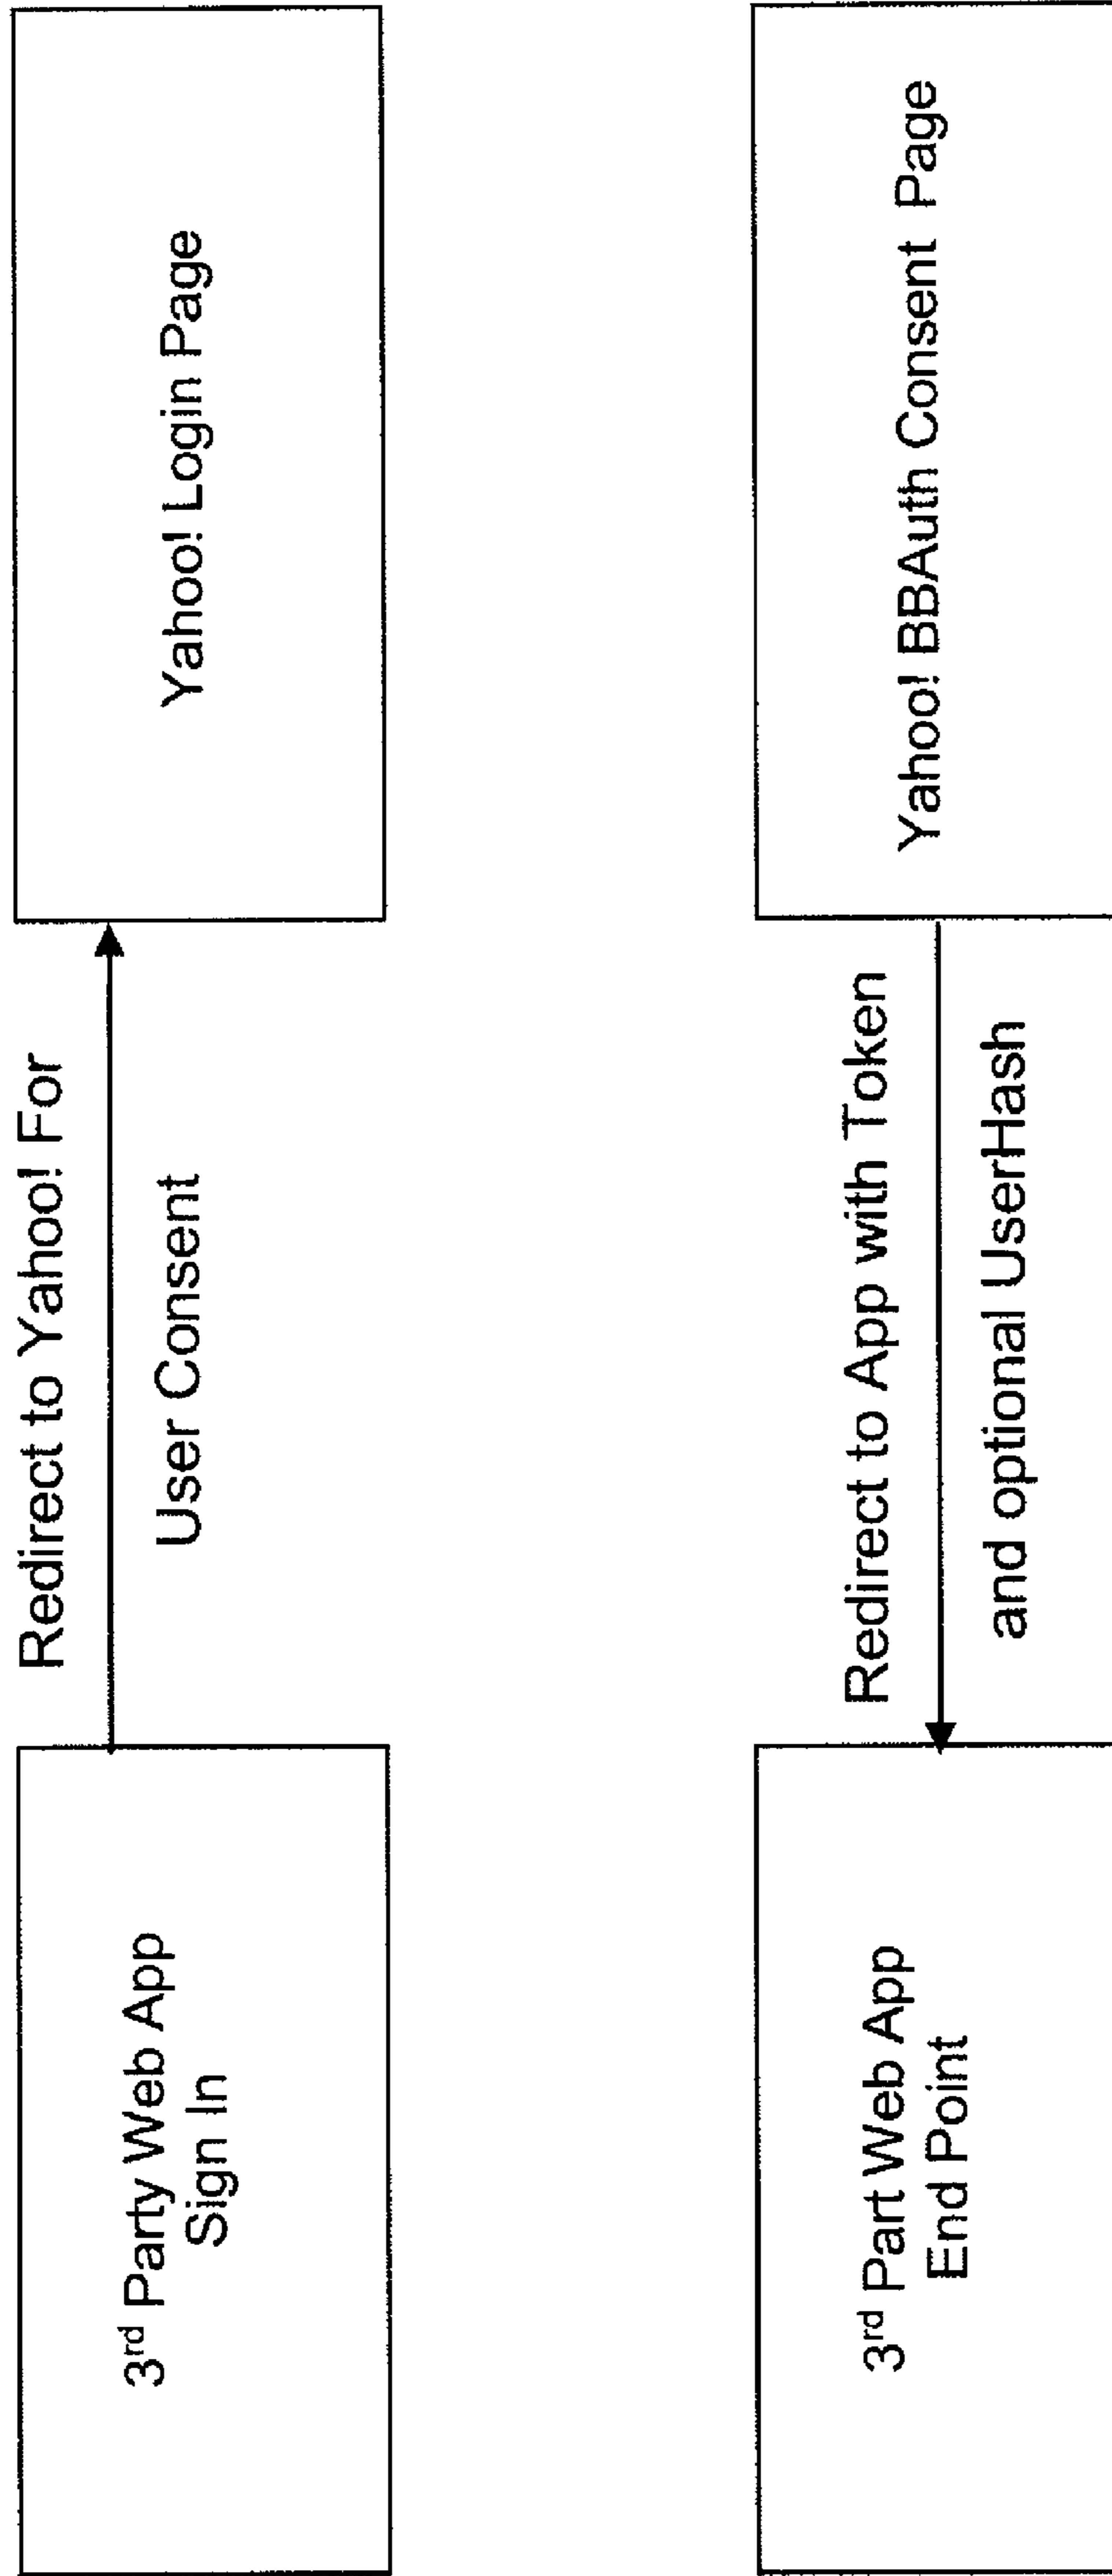 3rd Party Web App
Sign In
Redirect to Yahoo! For
User Consent
Yahoo! Login Page
3rd Part Web App
End Point
Redirect to App with Token
and optional UserHash
Yahoo! BBAuth Consent Page